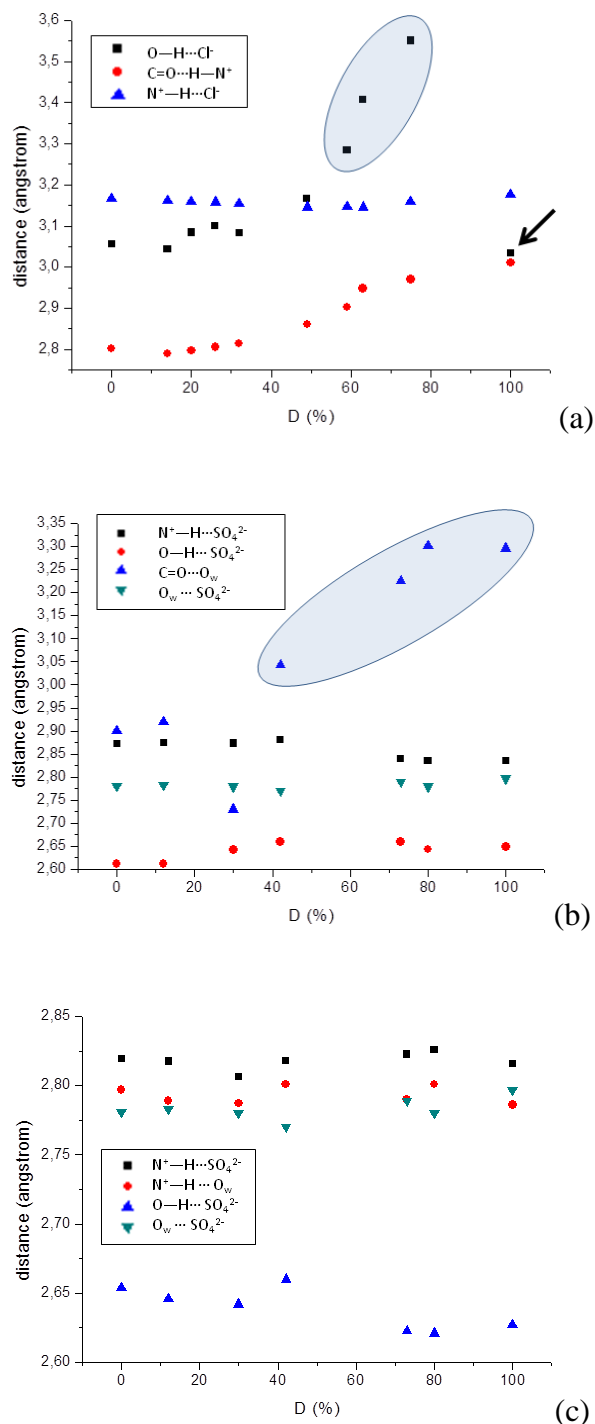 3,6
3,5
3,4
3,3
3,2
3,1
3,0
2,9
2,8
distance (angstrom)
O—H···Cl⁻
C=O···H—N⁺
N⁺—H···Cl⁻
0 20 40 60 80 100
D (%)
(a)
3,35
3,30
3,25
3,20
3,15
3,10
3,05
3,00
2,95
2,90
2,85
2,80
2,75
2,70
2,65
2,60
distance (angstrom)
N⁺—H···SO₄²⁻
O—H··· SO₄²⁻
C=O···O_w
O_w ··· SO₄²⁻
0 20 40 60 80 100
D (%)
(b)
2,85
2,80
2,75
2,70
2,65
2,60
distance (angstrom)
N⁺—H···SO₄²⁻
N⁺—H ··· O_w
O—H··· SO₄²⁻
O_w ··· SO₄²⁻
0 20 40 60 80 100
D (%)
(c)